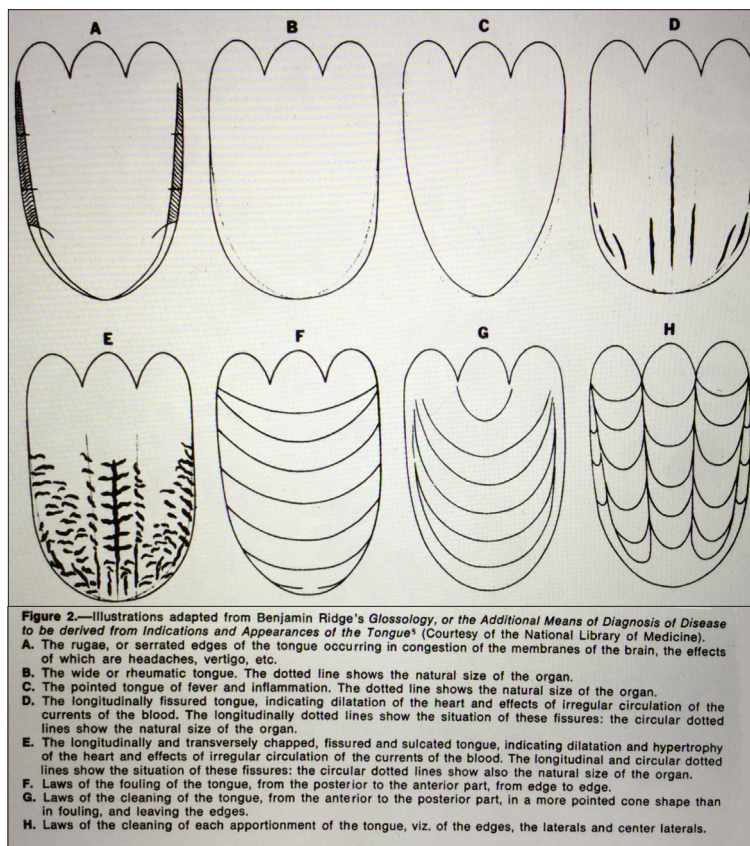 A B C D
E F G H
Figure 2.—Illustrations adapted from Benjamin Ridge's Glossology, or the Additional Means of Diagnosis of Disease
to be derived from Indications and Appearances of the Tongue⁵ (Courtesy of the National Library of Medicine).
A. The rugae, or serrated edges of the tongue occurring in congestion of the membranes of the brain, the effects
of which are headaches, vertigo, etc.
B. The wide or rheumatic tongue. The dotted line shows the natural size of the organ.
C. The pointed tongue of fever and inflammation. The dotted line shows the natural size of the organ.
D. The longitudinally fissured tongue, indicating dilatation of the heart and effects of irregular circulation of the
currents of the blood. The longitudinally dotted lines show the situation of these fissures: the circular dotted
lines show the natural size of the organ.
E. The longitudinally and transversely chapped, fissured and sulcated tongue, indicating dilatation and hypertrophy
of the heart and effects of irregular circulation of the currents of the blood. The longitudinal and circular dotted
lines show the situation of these fissures: the circular dotted lines show also the natural size of the organ.
F. Laws of the fouling of the tongue, from the posterior to the anterior part, from edge to edge.
G. Laws of the cleaning of the tongue, from the anterior to the posterior part, in a more pointed cone shape than
in fouling, and leaving the edges.
H. Laws of the cleaning of each apportionment of the tongue, viz. of the edges, the laterals and center laterals.